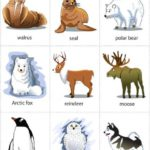 walrus
seal
polar bear
Arctic fox
reindeer
moose